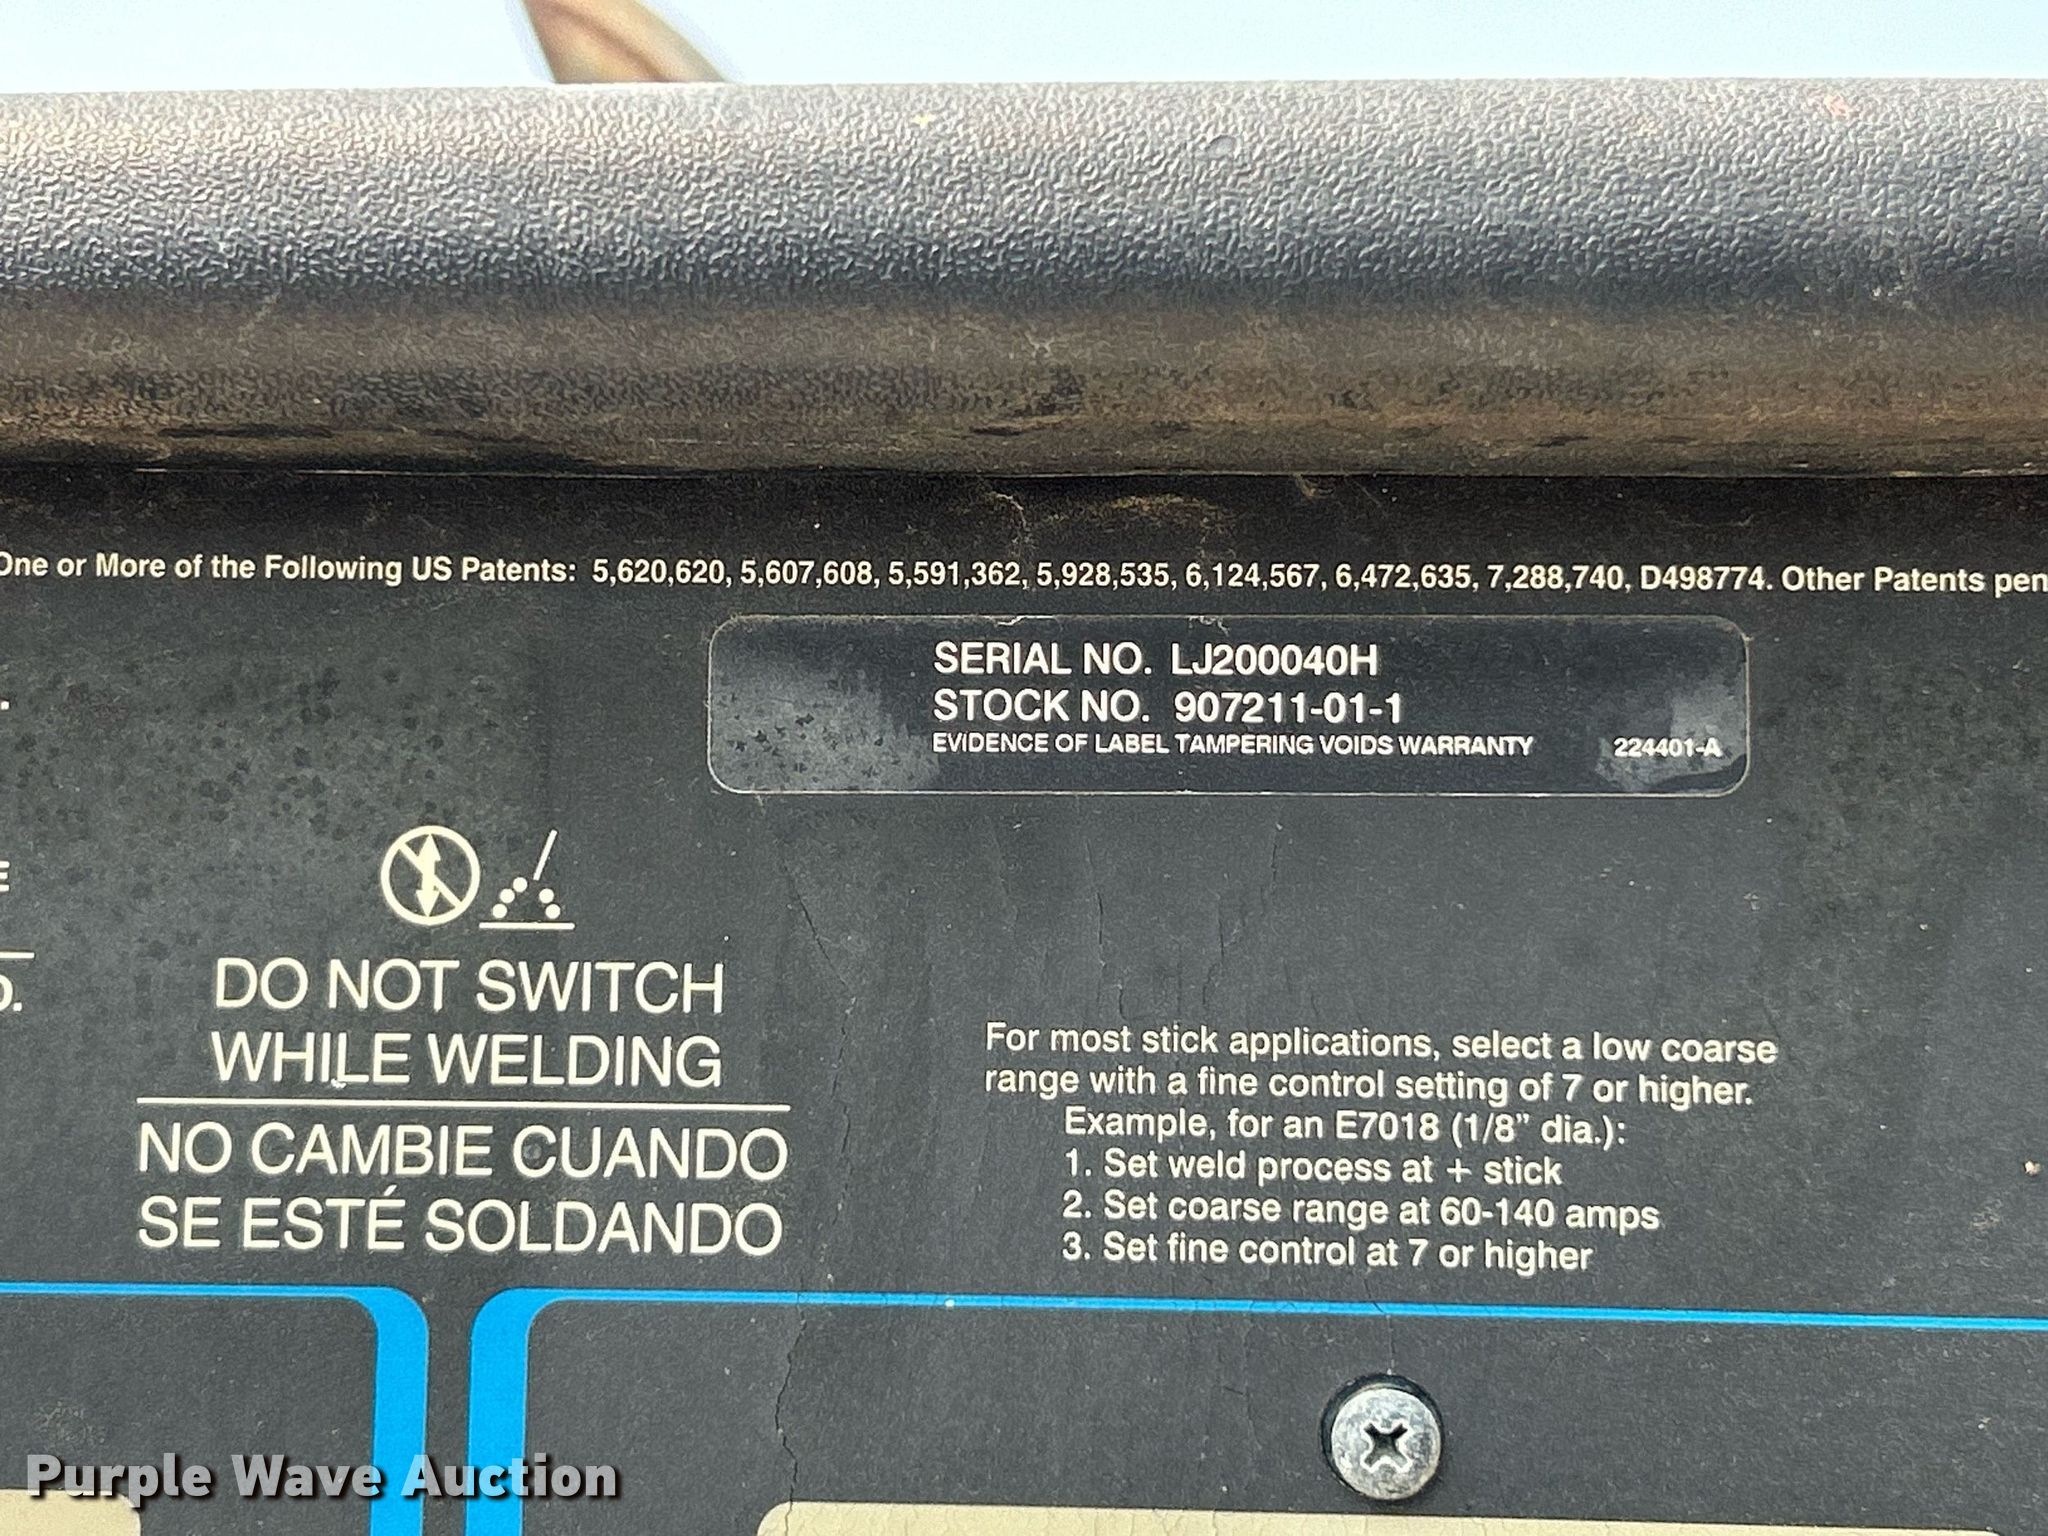 One or More of the Following US Patents: 5,620,620, 5,607,608, 5,591,362, 5,928,535, 6,124,567, 6,472,635, 7,288,740, D498774. Other Patents pen
SERIAL NO. LJ200040H
STOCK NO. 907211-01-1
EVIDENCE OF LABEL TAMPERING VOIDS WARRANTY 224401-A
DO NOT SWITCH
WHILE WELDING
NO CAMBIE CUANDO
SE ESTÉ SOLDANDO
For most stick applications, select a low coarse
range with a fine control setting of 7 or higher.
Example, for an E7018 (1/8” dia.):
1. Set weld process at + stick
2. Set coarse range at 60-140 amps
3. Set fine control at 7 or higher
Purple Wave Auction